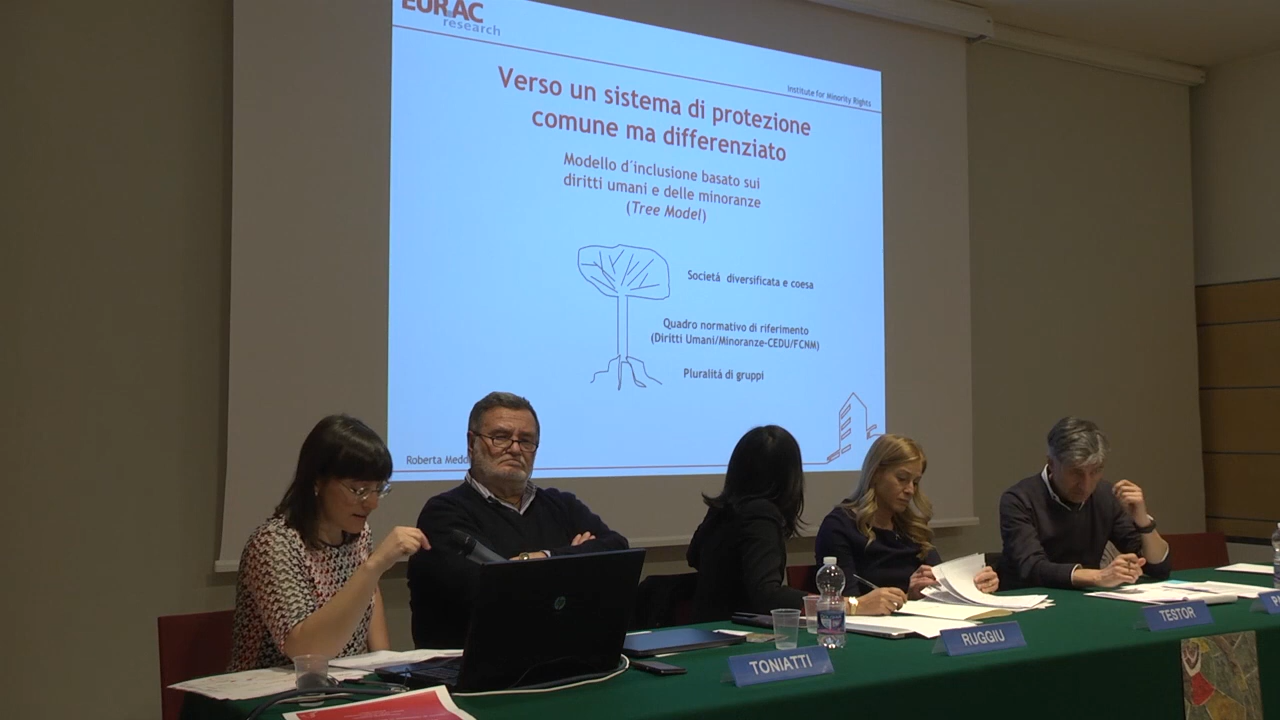 EURAC
research
Institute for Minority Rights
Verso un sistema di protezione
comune ma differenziato
Modello d´inclusione basato sui
diritti umani e delle minoranze
(Tree Model)
Societá diversificata e coesa
Quadro normativo di riferimento
(Diritti Umani/Minoranze-CEDU/FCNM)
Pluralitá di gruppi
Roberta
TONIATTI
RUGGIU
TESTOR
hp